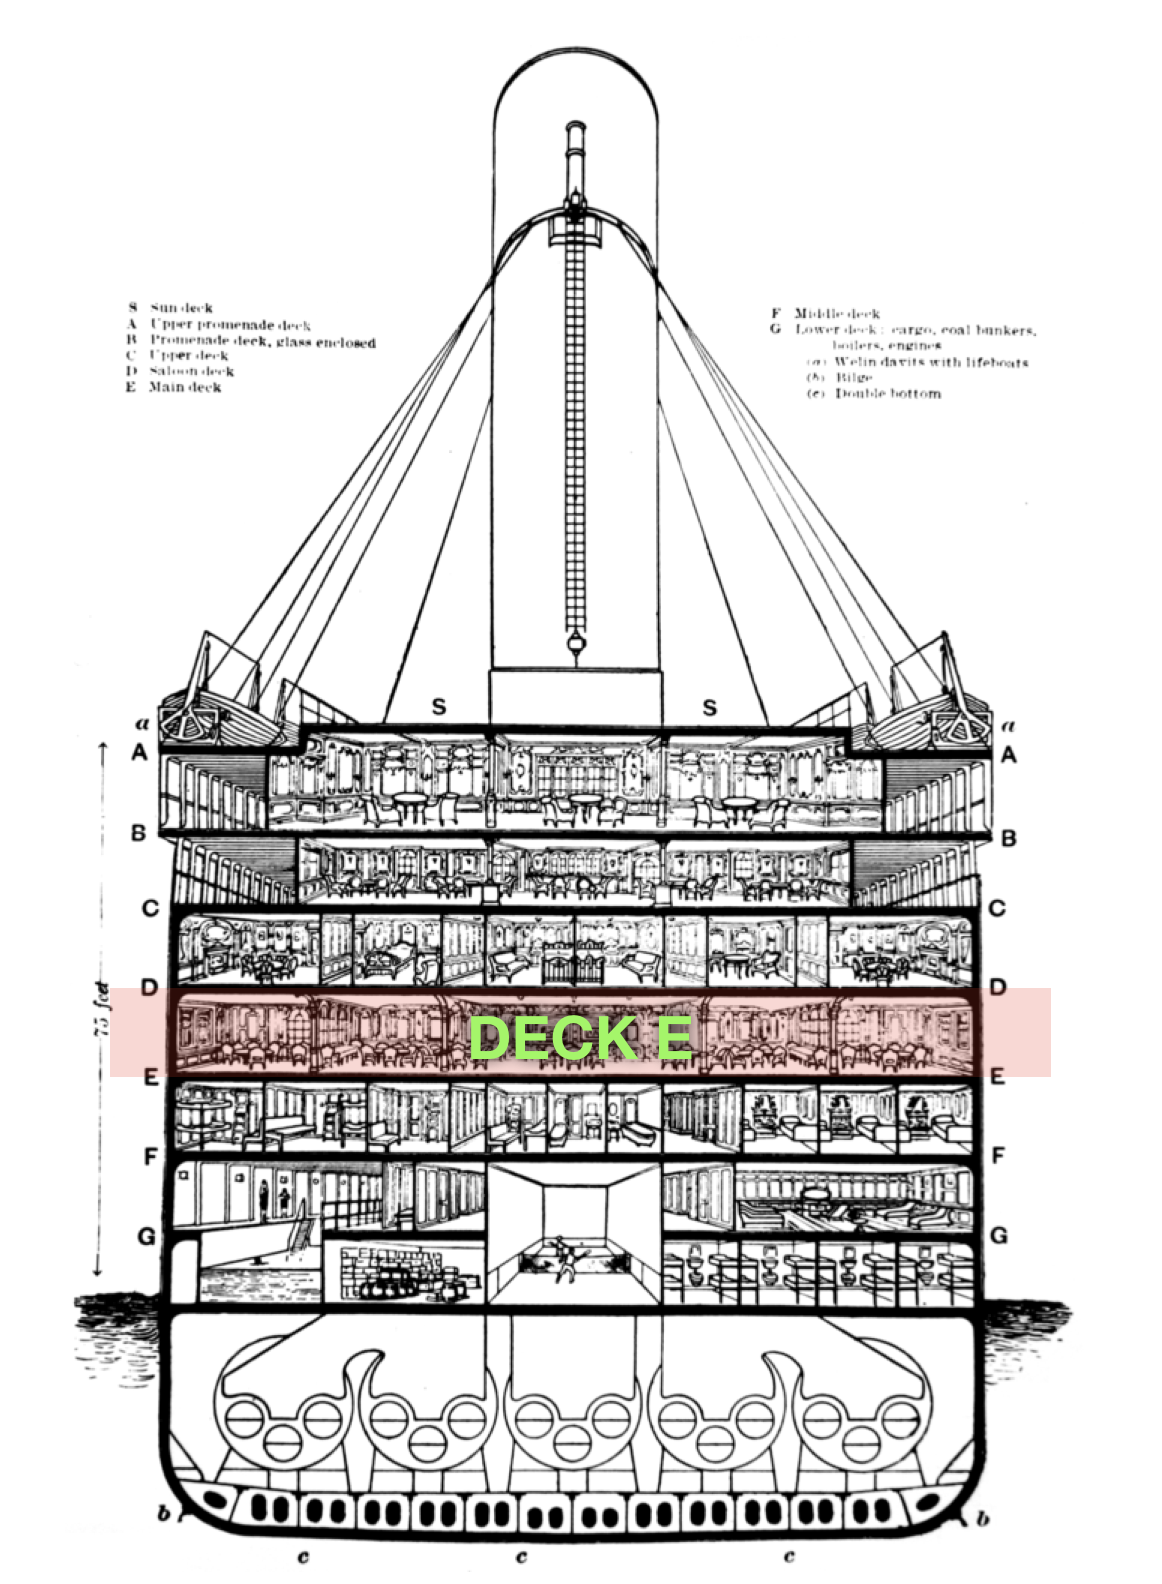 S Sun deck
A Upper promenade deck
B Promenade deck, glass enclosed
C Upper deck
D Saloon deck
E Main deck
F Middle deck
G Lower deck: cargo, coal bunkers,
boilers, engines
(a) Welin davits with lifeboats
(b) Bilge
(c) Double bottom
S S
a a
A A
B B
C C
D D
75 feet
DECK E
E E
F F
G G
b b
c c c